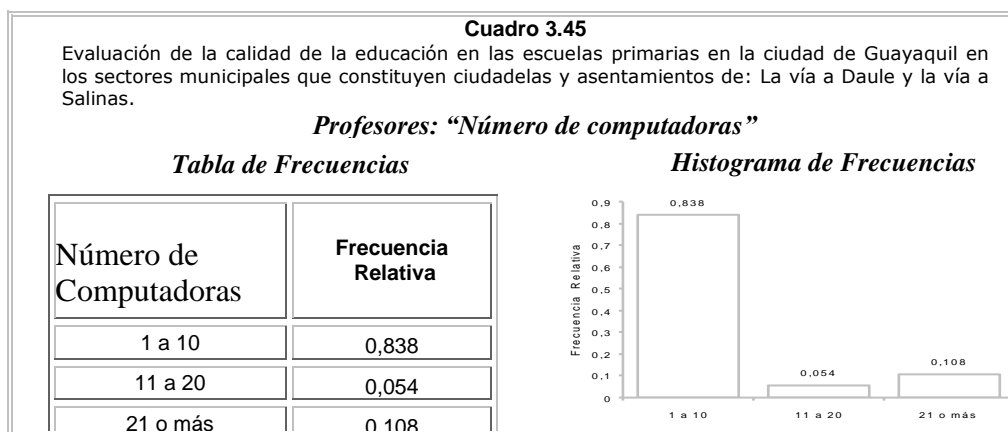 Cuadro 3.45
Evaluación de la calidad de la educación en las escuelas primarias en la ciudad de Guayaquil en
los sectores municipales que constituyen ciudadelas y asentamientos de: La vía a Daule y la vía a
Salinas.
Profesores: “Número de computadoras”
Tabla de Frecuencias
Número de
Computadoras
Frecuencia
Relativa
1 a 10
0,838
11 a 20
0,054
21 o más
0,108
Histograma de Frecuencias
Frecuencia Relativa
0,9
0,8
0,7
0,6
0,5
0,4
0,3
0,2
0,1
0
0,838
0,054
0,108
1 a 10
11 a 20
21 o más